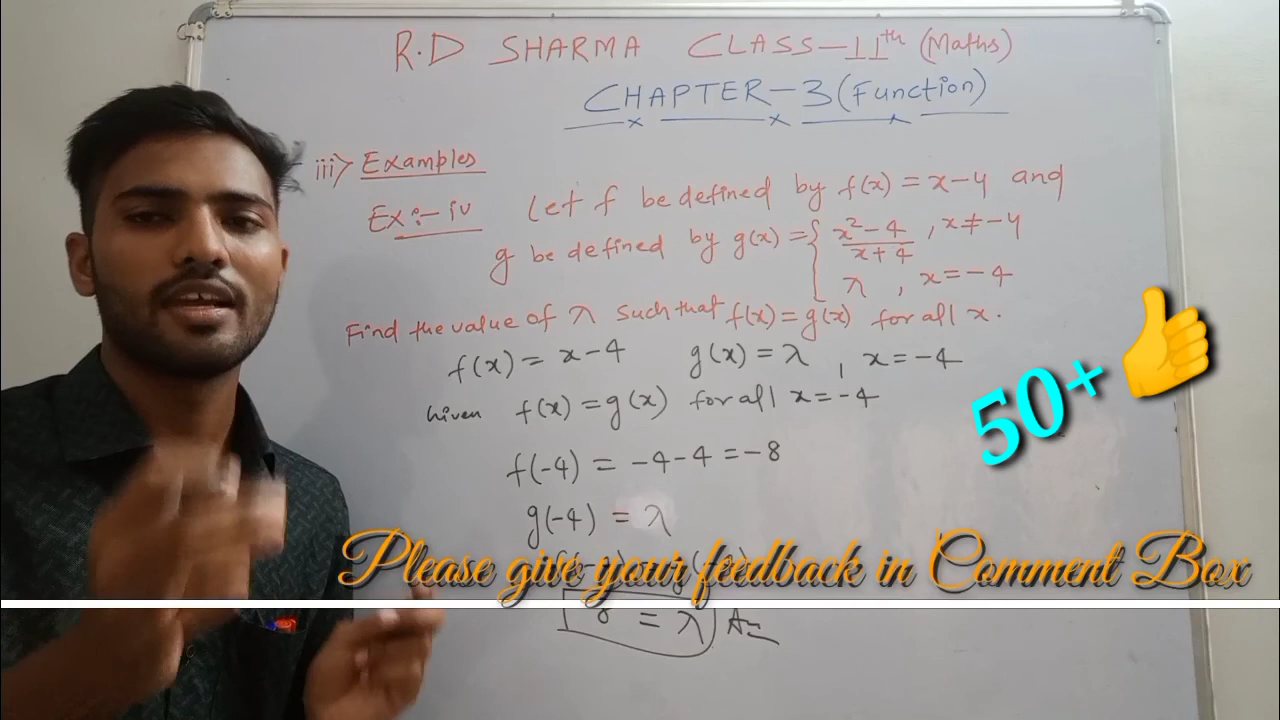 R.D SHARMA CLASS-11th (Maths)
CHAPTER-3 (Function)
iii> Examples
Ex:- iv Let f be defined by f(x) = x-4 and
g be defined by g(x) = { x²-4 / x+4 , x≠-4
λ , x=-4
Find the value of λ such that f(x) = g(x) for all x.
f(x) = x-4 g(x) = λ , x=-4
Given f(x) = g(x) for all x=-4
f(-4) = -4-4 = -8
g(-4) = λ
= λ Ans
50+
Please give your feedback in Comment Box